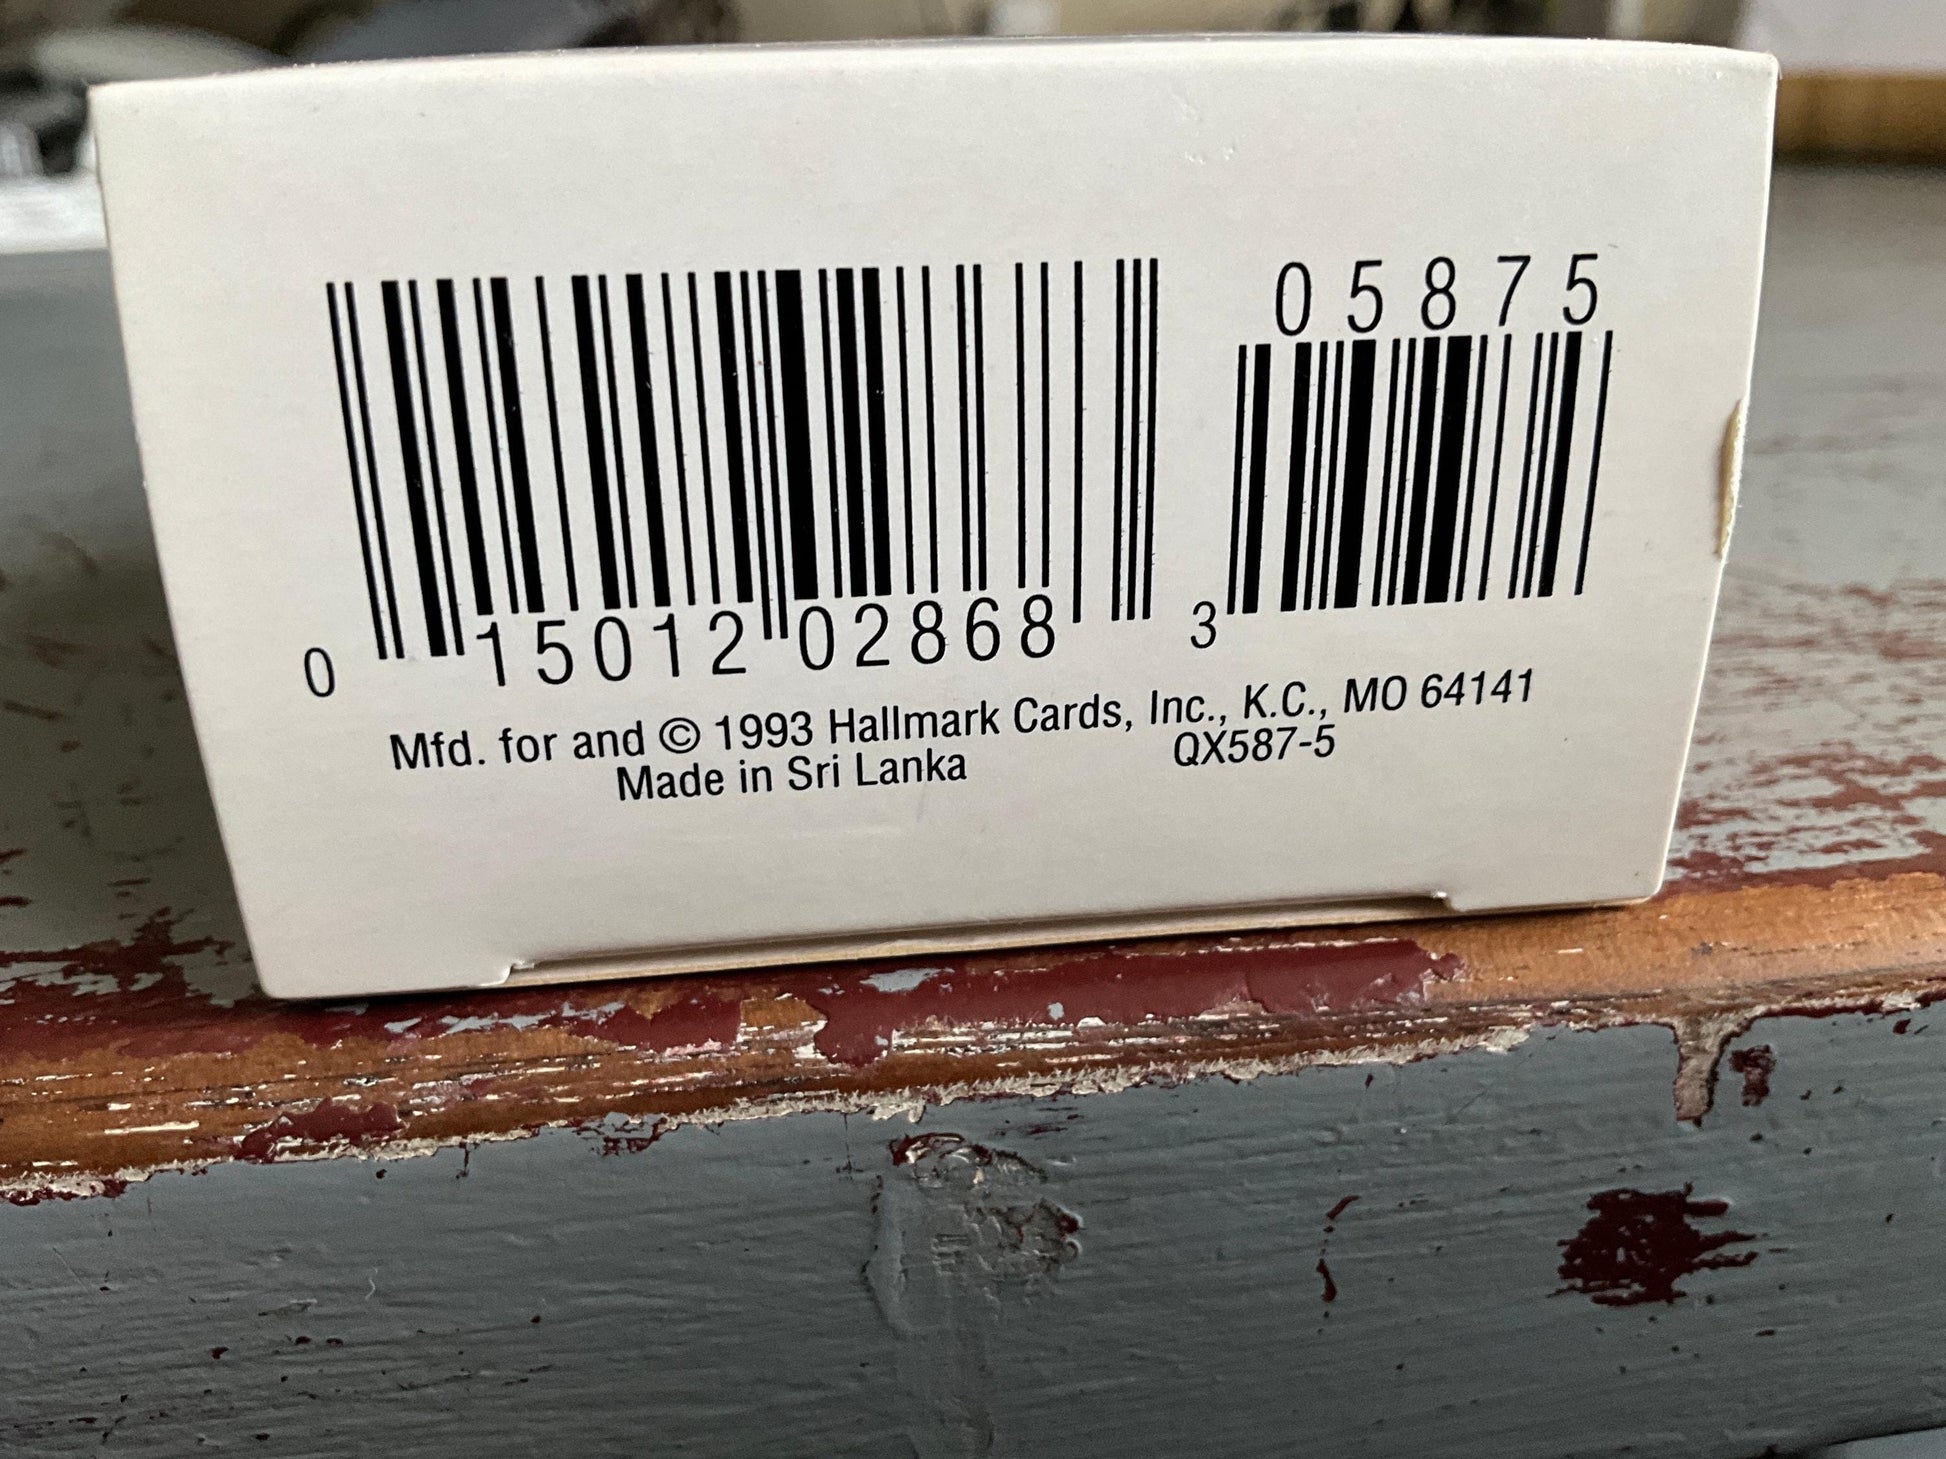 05875
0 15012 02868 3
Mfd. for and © 1993 Hallmark Cards, Inc., K.C., MO 64141
Made in Sri Lanka QX587-5